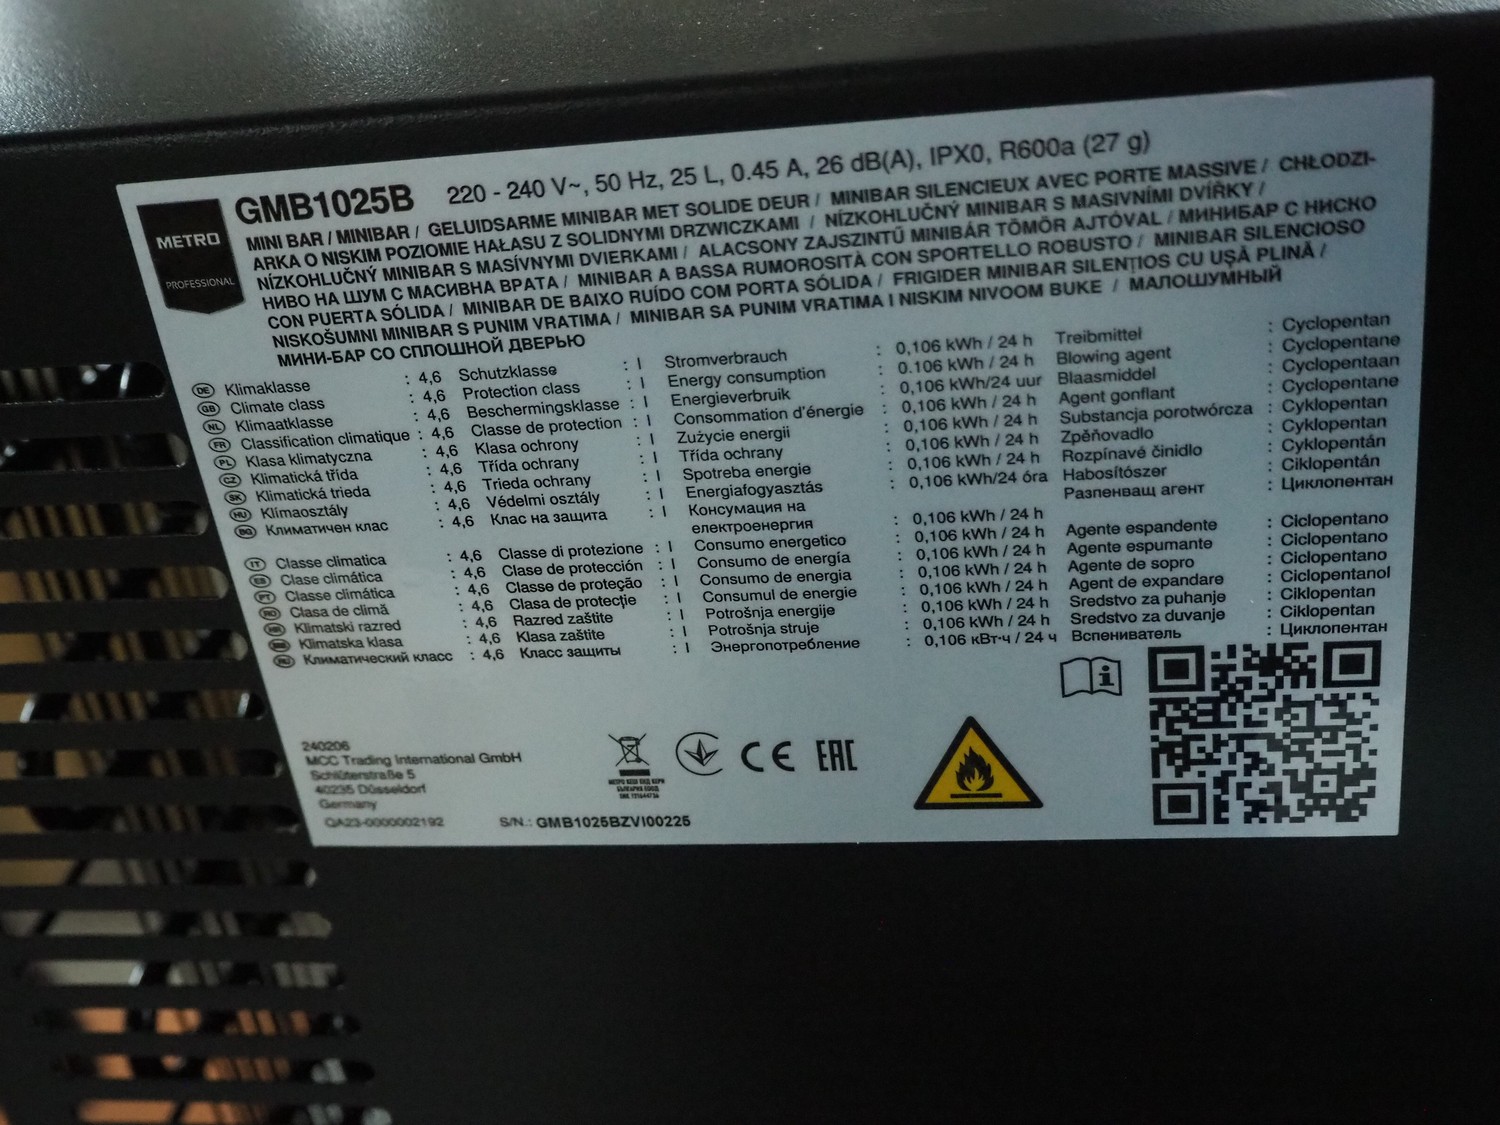 METRO
PROFESSIONAL
GMB1025B 220 - 240 V~, 50 Hz, 25 L, 0.45 A, 26 dB(A), IPX0, R600a (27 g)
MINI BAR / MINIBAR / GELUIDSARME MINIBAR MET SOLIDE DEUR / MINIBAR SILENCIEUX AVEC PORTE MASSIVE / CHŁODZI-
ARKA O NISKIM POZIOMIE HAŁASU Z SOLIDNYMI DRZWICZKAMI / NÍZKOHLUČNÝ MINIBAR S MASIVNÍMI DVÍŘKY /
NÍZKOHLUČNÝ MINIBAR S MASÍVNYMI DVIERKAMI / ALACSONY ZAJSZINTŰ MINIBÁR TÖMÖR AJTÓVAL / МИНИБАР С НИСКО
НИВО НА ШУМ С МАСИВНА ВРАТА / MINIBAR A BASSA RUMOROSITÀ CON SPORTELLO ROBUSTO / MINIBAR SILENCIOSO
CON PUERTA SÓLIDA / MINIBAR DE BAIXO RUÍDO COM PORTA SÓLIDA / FRIGIDER MINIBAR SILENȚIOS CU UȘĂ PLINĂ /
NISKOŠUMNI MINIBAR S PUNIM VRATIMA / MINIBAR SA PUNIM VRATIMA I NISKIM NIVOOM BUKE / МАЛОШУМНЫЙ
МИНИ-БАР СО СПЛОШНОЙ ДВЕРЬЮ
DE Klimaklasse : 4,6 Schutzklasse : I Stromverbrauch : 0,106 kWh / 24 h Treibmittel : Cyclopentan
GB Climate class : 4,6 Protection class : I Energy consumption : 0.106 kWh / 24 h Blowing agent : Cyclopentane
NL Klimaatklasse : 4,6 Beschermingsklasse : I Energieverbruik : 0,106 kWh/24 uur Blaasmiddel : Cyclopentaan
FR Classification climatique : 4,6 Classe de protection : I Consommation d'énergie : 0,106 kWh / 24 h Agent gonflant : Cyclopentane
PL Klasa klimatyczna : 4,6 Klasa ochrony : I Zużycie energii : 0,106 kWh / 24 h Substancja porotwórcza : Cyklopentan
CZ Klimatická třída : 4,6 Třída ochrany : I Třída ochrany : 0,106 kWh / 24 h Zpěňovadlo : Cyklopentan
SK Klimatická trieda : 4,6 Trieda ochrany : I Spotreba energie : 0,106 kWh / 24 h Rozpínavé činidlo : Cyklopentán
HU Klímaosztály : 4,6 Védelmi osztály : I Energiafogyasztás : 0,106 kWh/24 óra Habosítószer : Ciklopentán
BG Климатичен клас : 4,6 Клас на защита : I Консумация на Разпенващ агент : Циклопентан
електроенергия : 0,106 kWh / 24 h
IT Classe climatica : 4,6 Classe di protezione : I Consumo energetico : 0,106 kWh / 24 h Agente espandente : Ciclopentano
ES Clase climática : 4,6 Clase de protección : I Consumo de energía : 0,106 kWh / 24 h Agente espumante : Ciclopentano
PT Classe climática : 4,6 Classe de proteção : I Consumo de energia : 0,106 kWh / 24 h Agente de sopro : Ciclopentano
RO Clasa de climă : 4,6 Clasa de protecție : I Consumul de energie : 0,106 kWh / 24 h Agent de expandare : Ciclopentanol
HR Klimatski razred : 4,6 Razred zaštite : I Potrošnja energije : 0,106 kWh / 24 h Sredstvo za puhanje : Ciklopentan
Klimatska klasa : 4,6 Klasa zaštite : I Potrošnja struje : 0,106 kWh / 24 h Sredstvo za duvanje : Ciklopentan
RU Климатический класс : 4,6 Класс защиты : I Энергопотребление : 0,106 кВт·ч / 24 ч Вспениватель : Циклопентан
240206
MCC Trading International GmbH
Schlüterstraße 5
40235 Düsseldorf
Germany
QA23-0000002192
CE EAC
S/N.: GMB1025BZVI00225